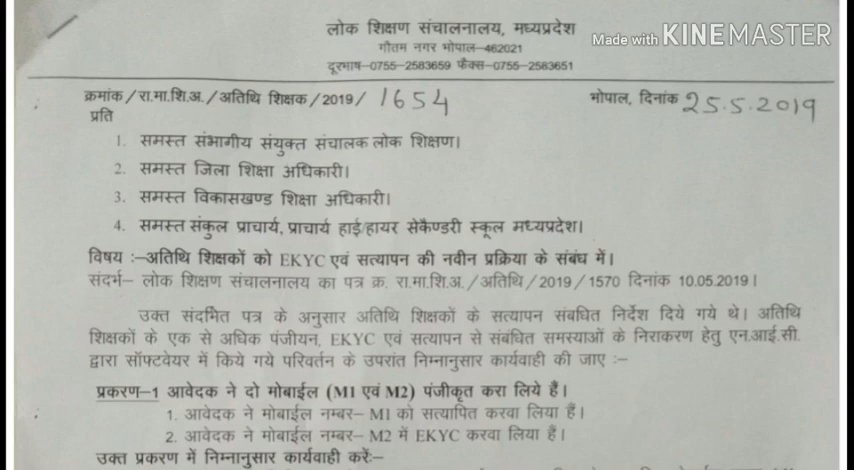 लोक शिक्षण संचालनालय, मध्यप्रदेश
Made with KINEMASTER
गौतम नगर भोपाल–462021
दूरभाष–0755–2583659 फैक्स–0755–2583651
क्रमांक/रा.मा.शि.अ./अतिथि शिक्षक/2019/ 1654 भोपाल, दिनांक 25.5.2019
प्रति
1. समस्त संभागीय संयुक्त संचालक लोक शिक्षण।
2. समस्त जिला शिक्षा अधिकारी।
3. समस्त विकासखण्ड शिक्षा अधिकारी।
4. समस्त संकुल प्राचार्य, प्राचार्य हाई/हायर सेकेण्डरी स्कूल मध्यप्रदेश।
विषय :–अतिथि शिक्षकों को EKYC एवं सत्यापन की नवीन प्रक्रिया के संबंध में।
संदर्भ– लोक शिक्षण संचालनालय का पत्र क्र. रा.मा.शि.अ./अतिथि/2019/1570 दिनांक 10.05.2019।
उक्त संदर्भित पत्र के अनुसार अतिथि शिक्षकों के सत्यापन संबधित निर्देश दिये गये थे। अतिथि
शिक्षकों के एक से अधिक पंजीयन, EKYC एवं सत्यापन से संबंधित समस्याओं के निराकरण हेतु एन.आई.सी.
द्वारा सॉफ्टवेयर में किये गये परिवर्तन के उपरांत निम्नानुसार कार्यवाही की जाए :–
प्रकरण–1 आवेदक ने दो मोबाईल (M1 एवं M2) पंजीकृत करा लिये हैं।
1. आवेदक ने मोबाईल नम्बर– M1 को सत्यापित करवा लिया हैं।
2. आवेदक ने मोबाईल नम्बर– M2 में EKYC करवा लिया हैं।
उक्त प्रकरण में निम्नानुसार कार्यवाही करें:–